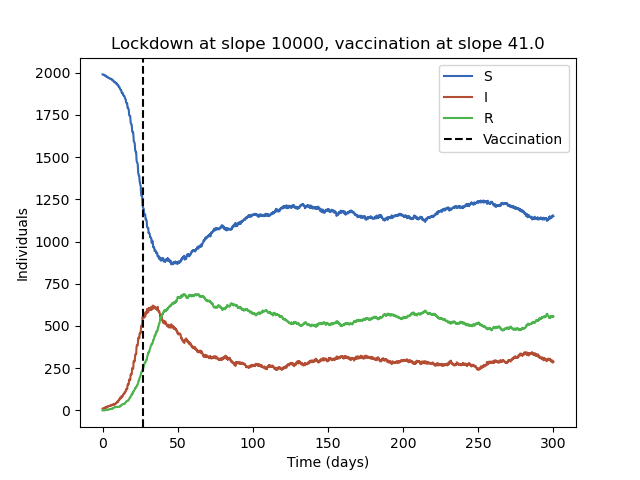 Lockdown at slope 10000, vaccination at slope 41.0
S
I
R
Vaccination
2000
1750
1500
1250
1000
750
500
250
0
Individuals
0 50 100 150 200 250 300
Time (days)